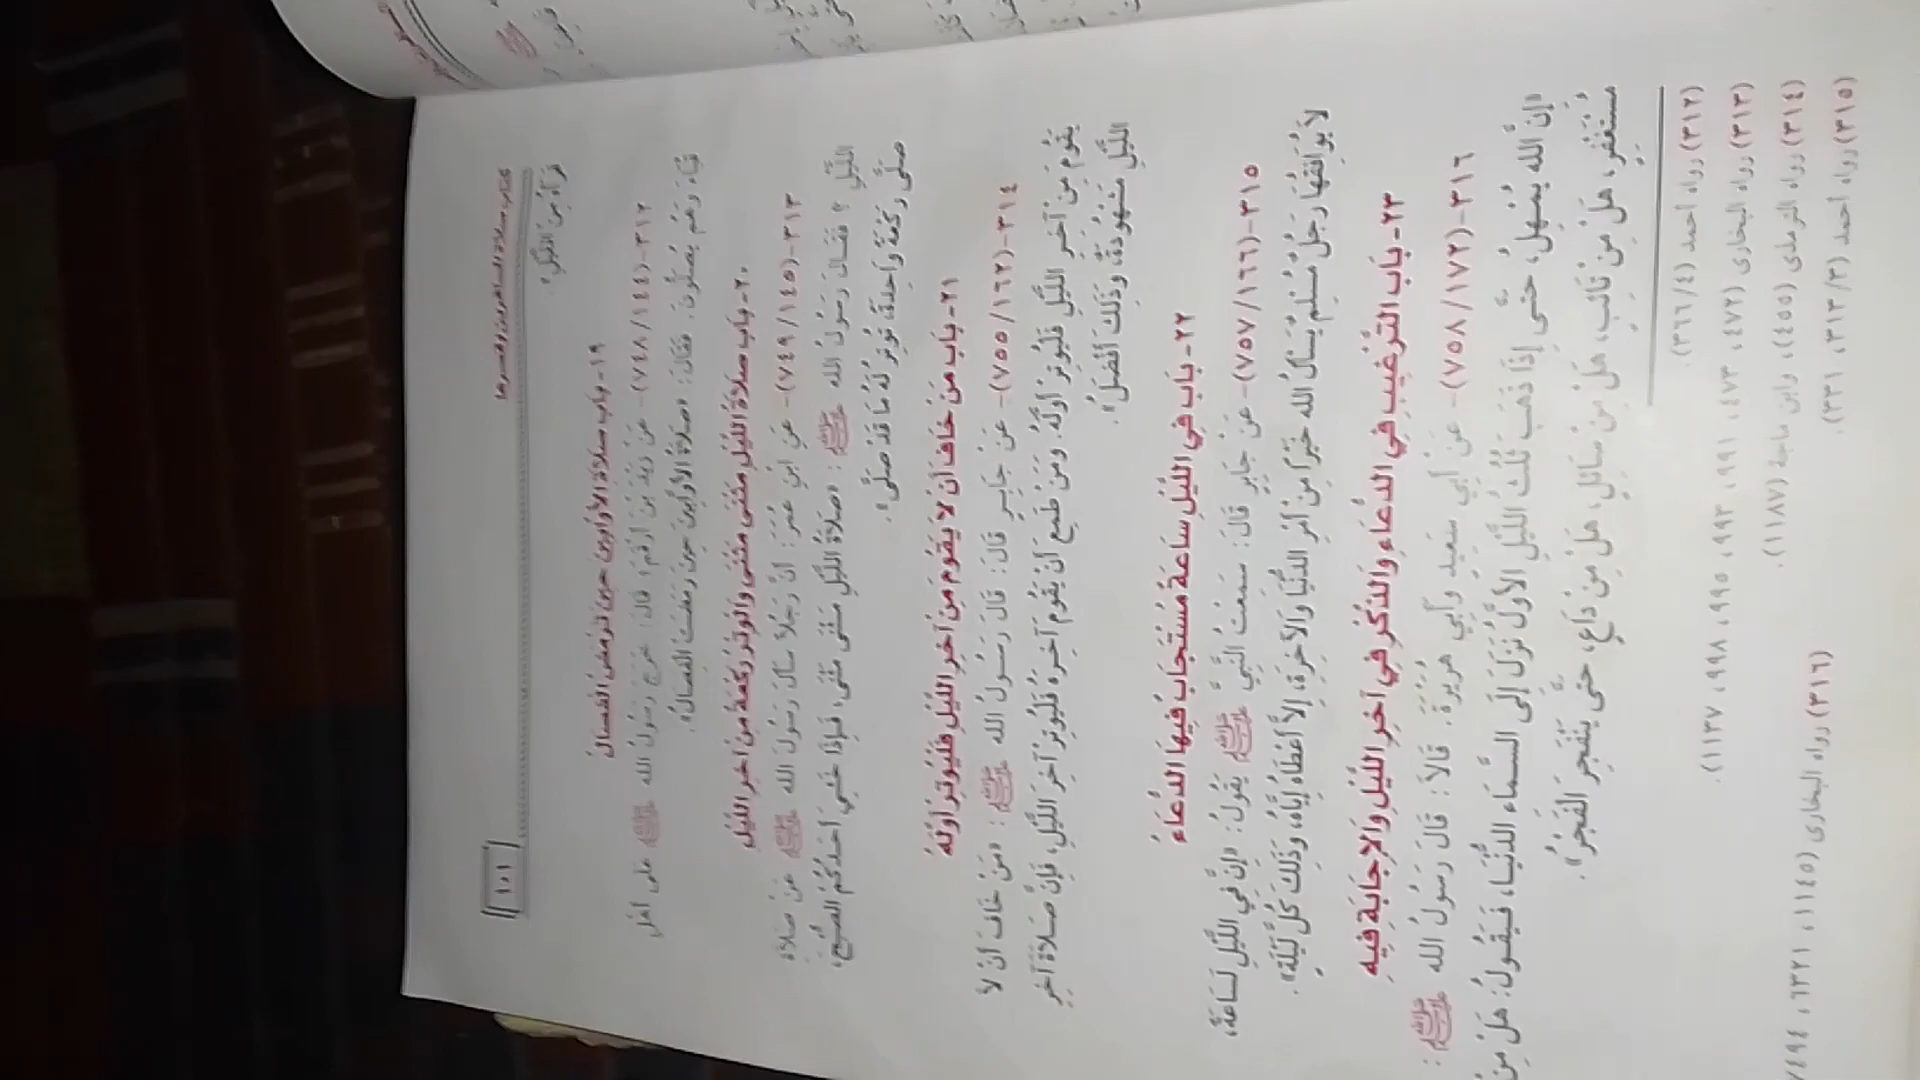 كتاب صلاة المسافرين وقصرها
١٥١
قرآه من الليل».
١٩- باب صلاة الأوابين حين ترمض الفصال
٣١٢-(٧٤٨/١٤٤)- عن زيد بن أرقم؛ قال: خرج رسول الله ﷺ على أهل
قباء وهم يصلون. فقال: «صلاة الأوابين حين رمضت الفصال».
٢٠- باب صلاة الليل مثنى مثنى والوتر ركعة من آخر الليل
٣١٣-(٧٤٩/١٤٥)- عن ابن عمر: أن رجلا سأل رسول الله ﷺ عن صلاة
الليل؟ فقال رسول الله ﷺ: «صلاة الليل مثنى مثنى، فإذا خشي أحدكم الصبح،
صلى ركعة واحدة، توتر له ما قد صلى».
٢١- باب من خاف أن لا يقوم من آخر الليل فليوتر أوله
٣١٤-(٧٥٥/١٦٢)- عن جابر قال: قال رسول الله ﷺ: «من خاف أن لا
يقوم من آخر الليل فليوتر أوله. ومن طمع أن يقوم آخره فليوتر آخر الليل، فإن صلاة آخر
الليل مشهودة، وذلك أفضل».
٢٢- باب في الليل ساعة مستجاب فيها الدعاء
٣١٥-(٧٥٧/١٦٦)- عن جابر قال: سمعت النبي ﷺ يقول: «إن في الليل لساعة،
لا يوافقها رجل مسلم يسأل الله خيرا من أمر الدنيا والآخرة، إلا أعطاه إياه، وذلك كل ليلة».
٢٣- باب الترغيب في الدعاء والذكر في آخر الليل والإجابة فيه
٣١٦-(٧٥٨/١٧٢)- عن أبي سعيد وأبي هريرة. قالا: قال رسول الله ﷺ:
«إن الله يمهل، حتى إذا ذهب ثلث الليل الأول نزل إلى السماء الدنيا، فيقول: هل من
مستغفر، هل من تائب، هل من سائل، هل من داع، حتى ينفجر الفجر».
(٣١٢) رواه أحمد (٤/٣٦٦).
(٣١٣) رواه البخارى (٤٧٢، ٤٧٣، ٩٩١، ٩٩٣، ٩٩٥، ٩٩٨، ١١٣٧).
(٣١٤) رواه الترمذى (٤٥٥)، وابن ماجة (١١٨٧).
(٣١٥) رواه أحمد (٣/٣١٣، ٣٣١).
(٣١٦) رواه البخارى (١١٤٥، ٦٣٢١، ٧٤٩٤